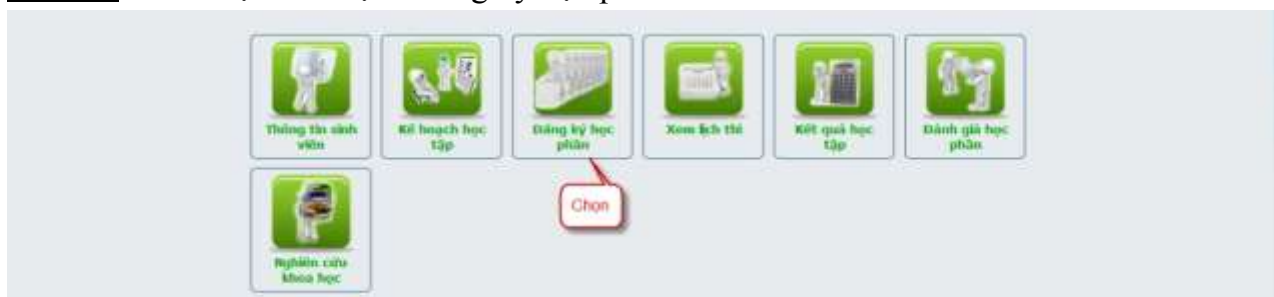 Thông tin sinh
viên
Kế hoạch học
tập
Đăng ký học
phần
Xem lịch thi
Kết quả học
tập
Đánh giá học
phần
Chọn
Nghiên cứu
khoa học